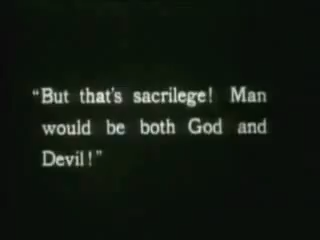 “But that's sacrilege! Man
would be both God and
Devil!”